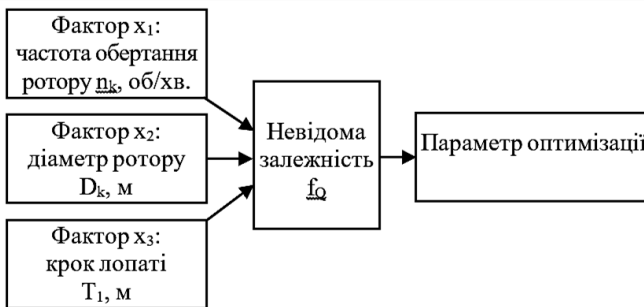 Фактор x₁:
частота обертання
ротору nₖ, об/хв.
Фактор x₂:
діаметр ротору
Dₖ, м
Фактор x₃:
крок лопаті
T₁, м
Невідома
залежність
f_Q
Параметр оптимізації